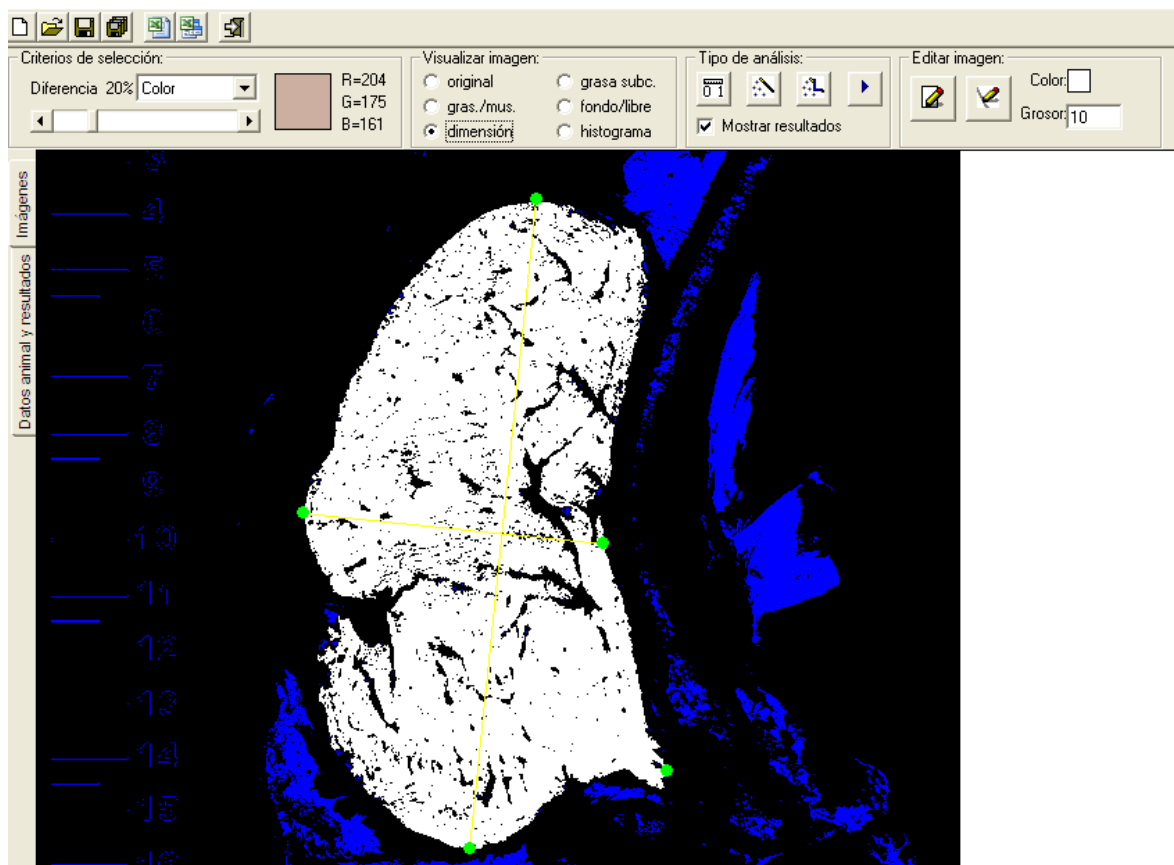 Criterios de selección:
Diferencia 20% Color
R=204
G=175
B=161
Visualizar imagen:
original
gras./mus.
dimensión
grasa subc.
fondo/libre
histograma
Tipo de análisis:
0 1
Mostrar resultados
Editar imagen:
Color:
Grosor: 10
Imágenes
Datos animal y resultados
3
4
5
6
7
8
9
10
11
12
13
14
15
16